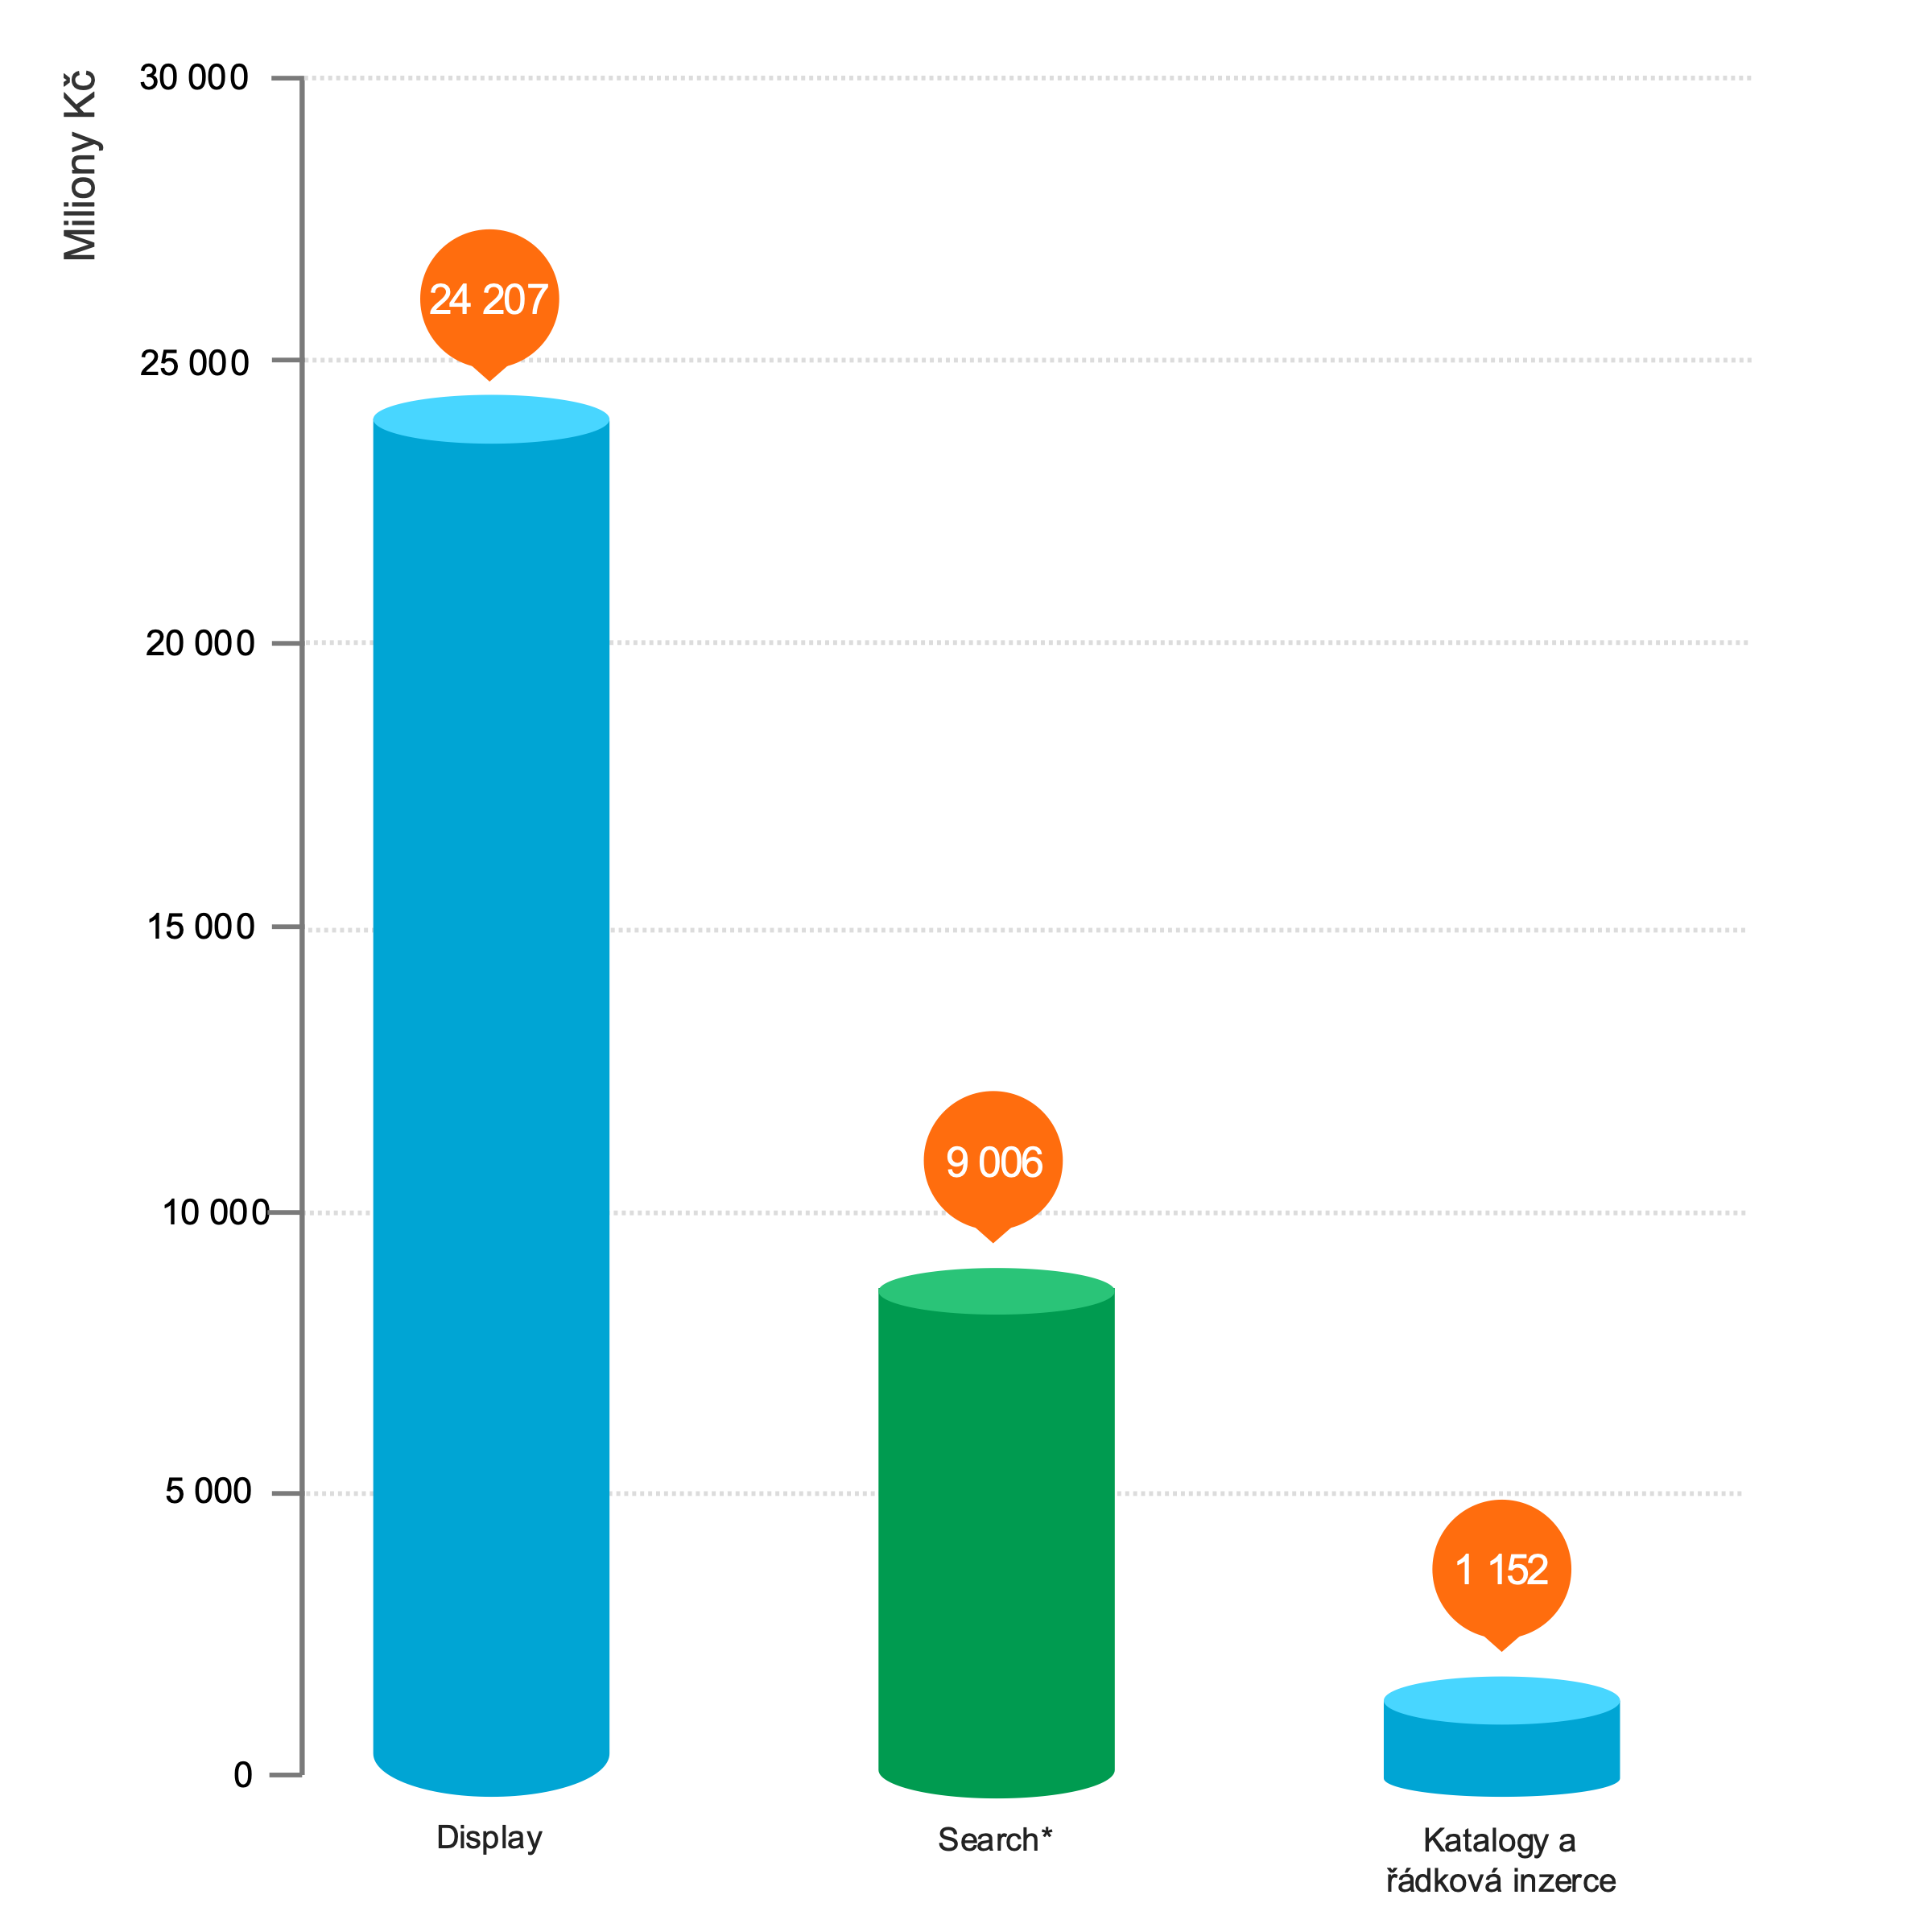 Miliony Kč
30 000
25 000
20 000
15 000
10 000
5 000
0
24 207
9 006
1 152
Display
Search*
Katalogy a
řádková inzerce